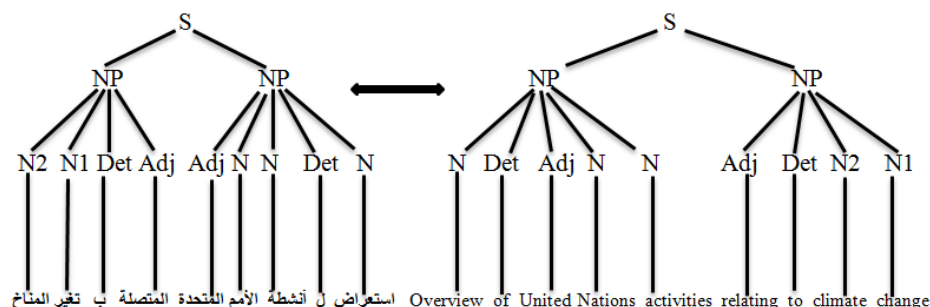 S S
NP NP NP NP
N2 N1 Det Adj Adj N N Det N N Det Adj N N Adj Det N2 N1
استعراض ل أنشطة الأمم المتحدة المتصلة ب تغير المناخ
Overview of United Nations activities relating to climate change